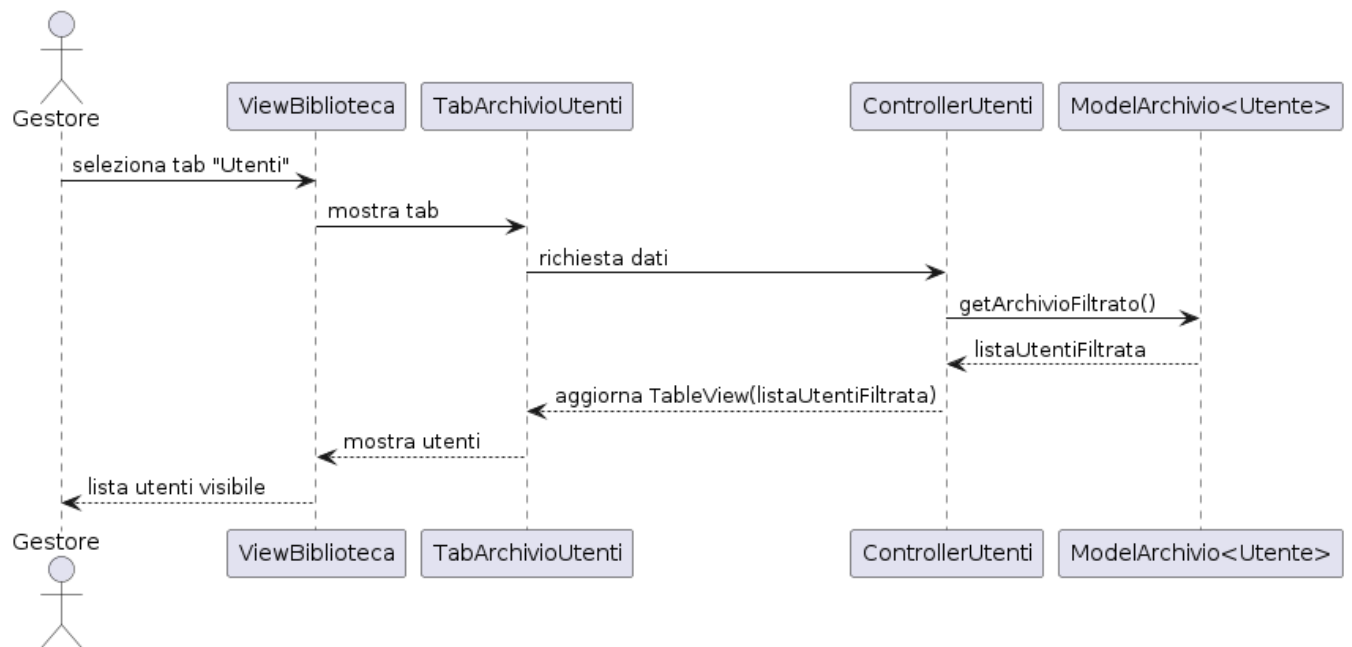 Gestore
ViewBiblioteca
TabArchivioUtenti
ControllerUtenti
ModelArchivio<Utente>
seleziona tab "Utenti"
mostra tab
richiesta dati
getArchivioFiltrato()
listaUtentiFiltrata
aggiorna TableView(listaUtentiFiltrata)
mostra utenti
lista utenti visibile
Gestore
ViewBiblioteca
TabArchivioUtenti
ControllerUtenti
ModelArchivio<Utente>